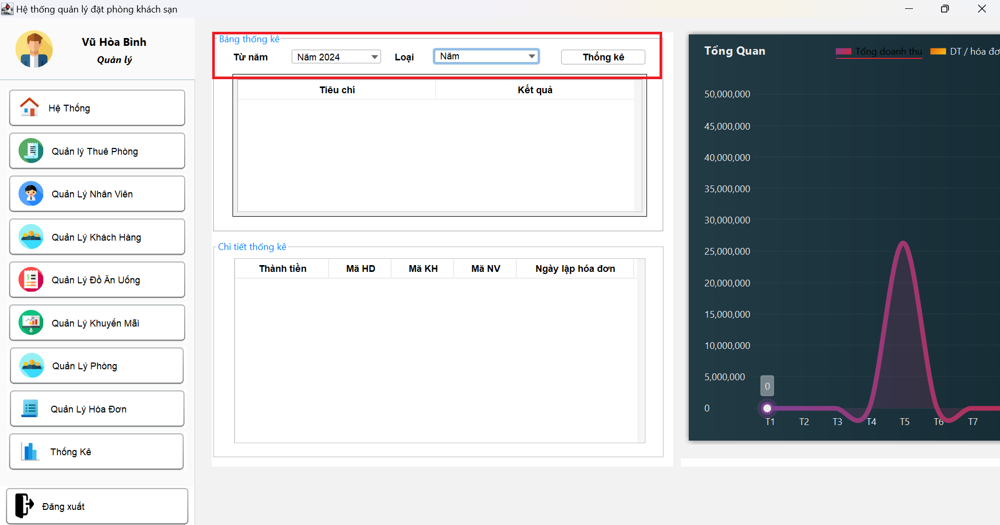 Hệ thống quản lý đặt phòng khách sạn
Vũ Hòa Bình
Quản lý
Hệ Thống
Quản lý Thuê Phòng
Quản Lý Nhân Viên
Quản Lý Khách Hàng
Quản Lý Đồ Ăn Uống
Quản Lý Khuyến Mãi
Quản Lý Phòng
Quản Lý Hóa Đơn
Thống Kê
Đăng xuất
Bảng thống kê
Từ năm Năm 2024 Loại Năm Thống kê
Tiêu chí Kết quả
Chi tiết thống kê
Thành tiền Mã HD Mã KH Mã NV Ngày lập hóa đơn
Tổng Quan Tổng doanh thu DT / hóa đơ
50,000,000
45,000,000
40,000,000
35,000,000
30,000,000
25,000,000
20,000,000
15,000,000
10,000,000
5,000,000
0
0
T1 T2 T3 T4 T5 T6 T7